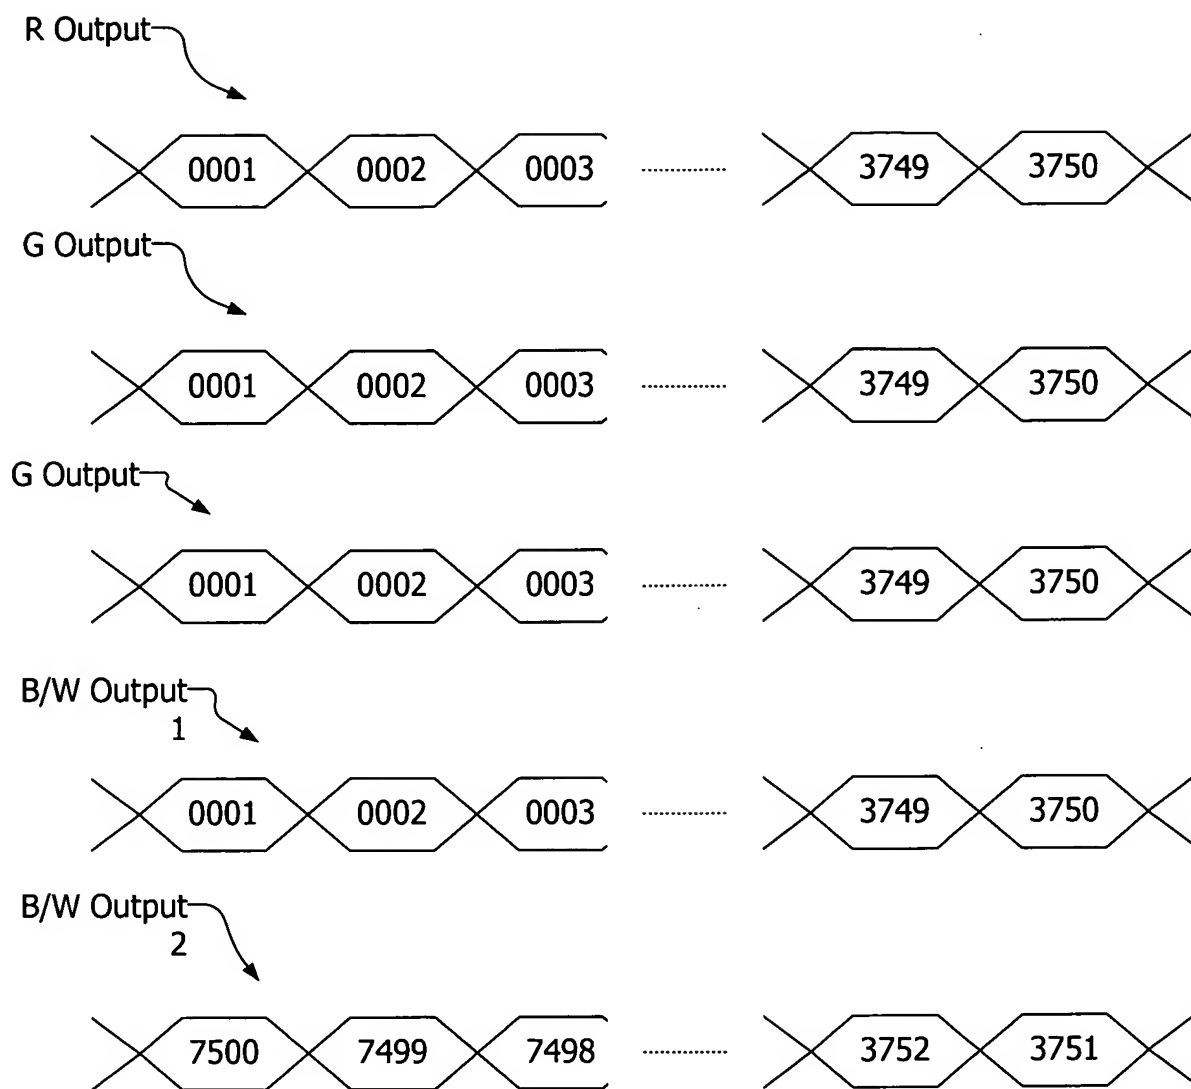 R Output
0001 0002 0003 ........ 3749 3750
G Output
0001 0002 0003 ........ 3749 3750
G Output
0001 0002 0003 ........ 3749 3750
B/W Output
1
0001 0002 0003 ........ 3749 3750
B/W Output
2
7500 7499 7498 ........ 3752 3751